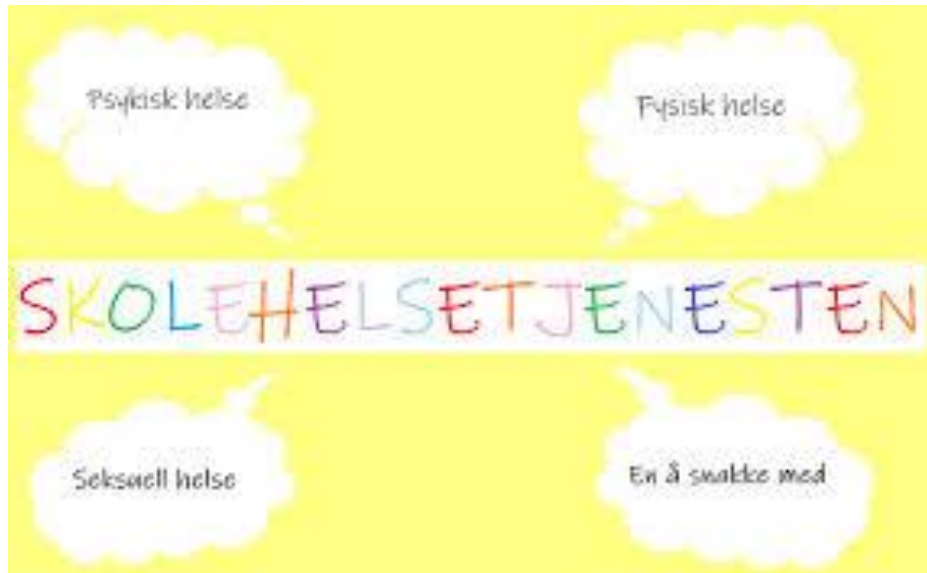 Psykisk helse
Fysisk helse
SKOLEHELSETJENESTEN
Seksuell helse
En å snakke med